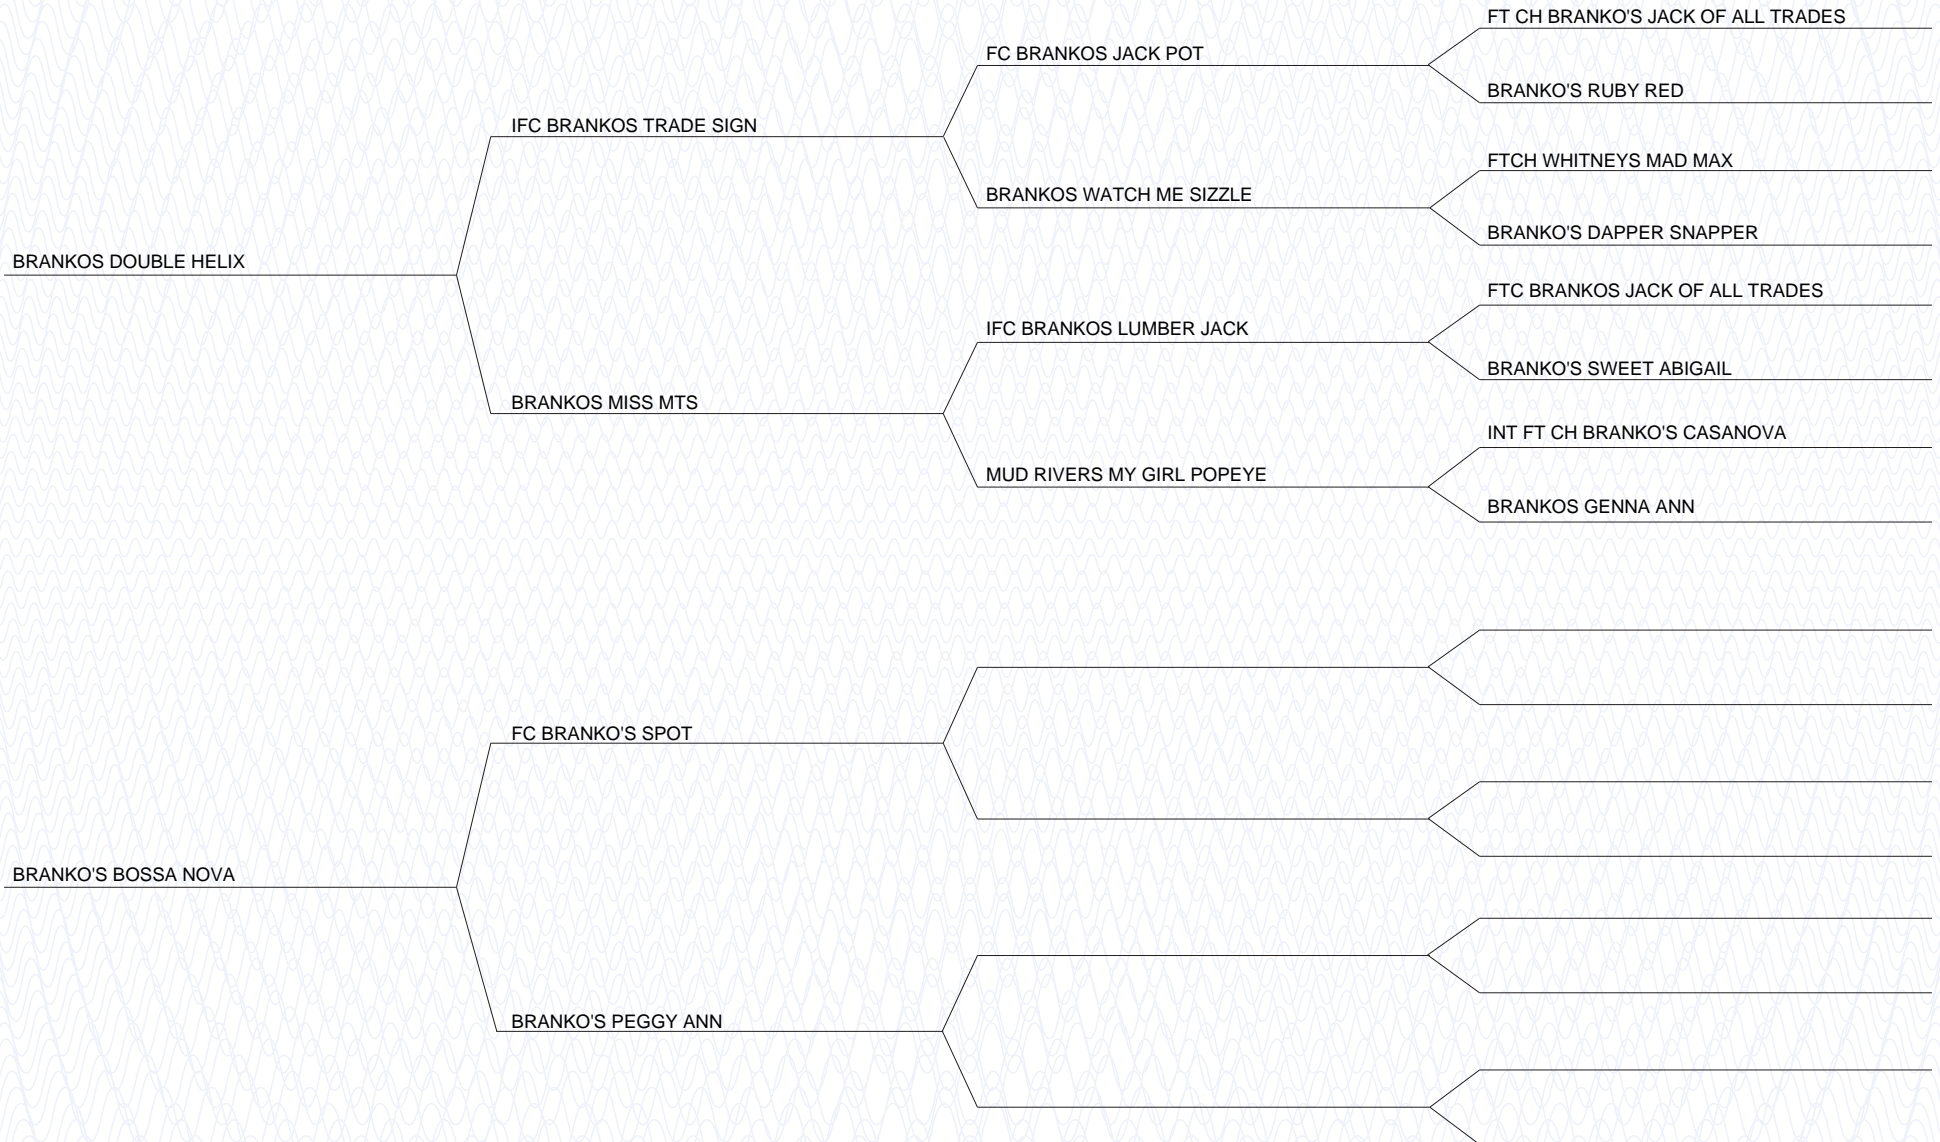 FT CH BRANKO'S JACK OF ALL TRADES
FC BRANKOS JACK POT
BRANKO'S RUBY RED
IFC BRANKOS TRADE SIGN
FTCH WHITNEYS MAD MAX
BRANKOS WATCH ME SIZZLE
BRANKO'S DAPPER SNAPPER
BRANKOS DOUBLE HELIX
FTC BRANKOS JACK OF ALL TRADES
IFC BRANKOS LUMBER JACK
BRANKO'S SWEET ABIGAIL
BRANKOS MISS MTS
INT FT CH BRANKO'S CASANOVA
MUD RIVERS MY GIRL POPEYE
BRANKOS GENNA ANN
FC BRANKO'S SPOT
BRANKO'S BOSSA NOVA
BRANKO'S PEGGY ANN